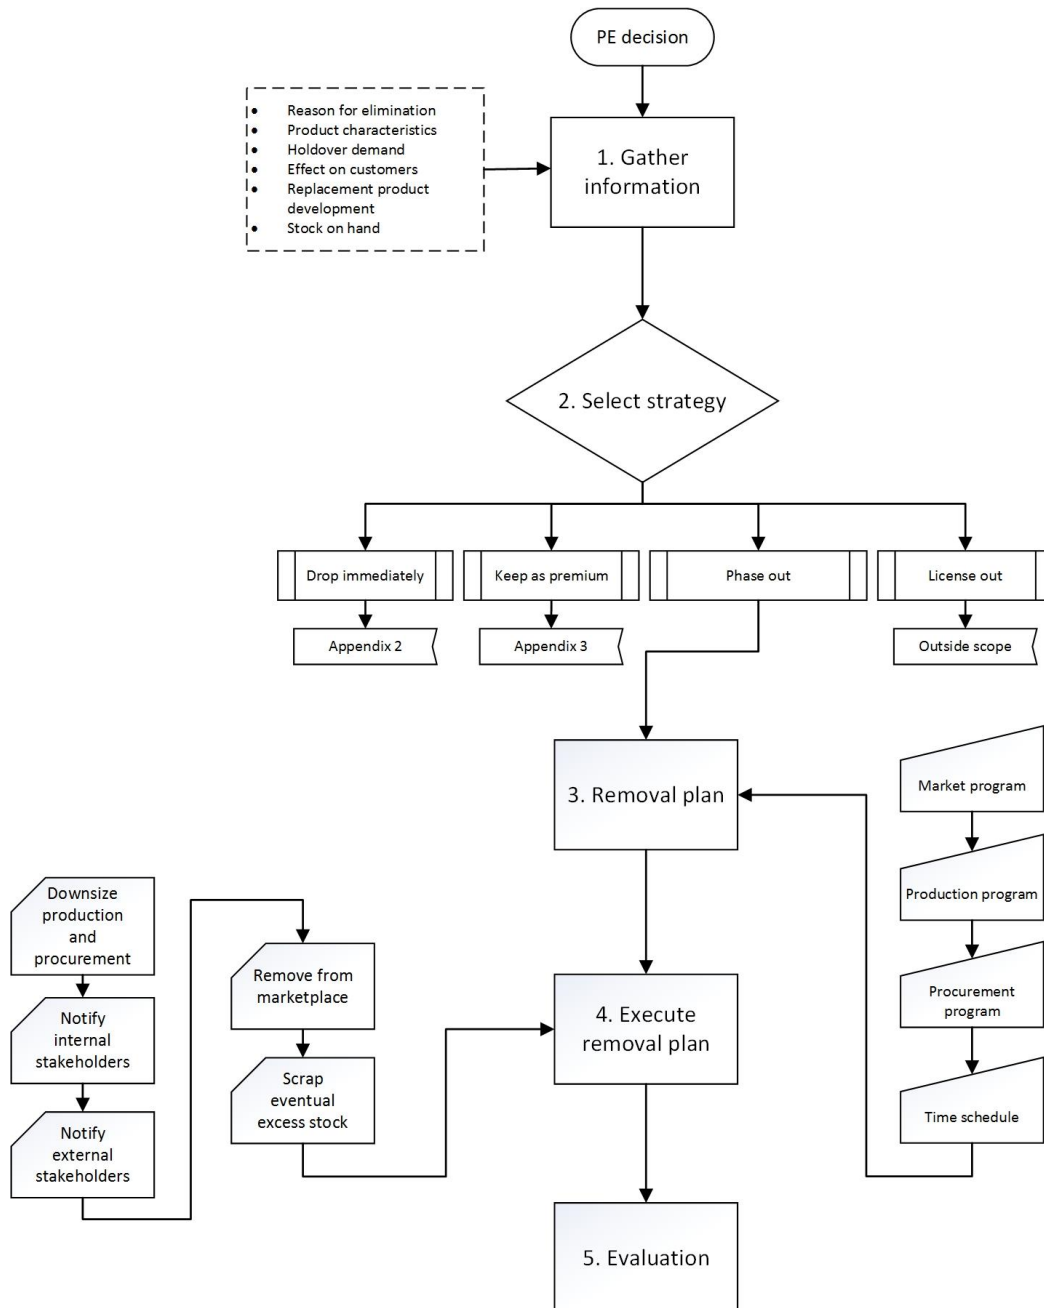 PE decision
• Reason for elimination
• Product characteristics
• Holdover demand
• Effect on customers
• Replacement product
development
• Stock on hand
1. Gather
information
2. Select strategy
Drop immediately
Keep as premium
Phase out
License out
Appendix 2
Appendix 3
Outside scope
3. Removal plan
Market program
Production program
Procurement
program
Time schedule
Downsize
production
and
procurement
Notify
internal
stakeholders
Notify
external
stakeholders
Remove from
marketplace
Scrap
eventual
excess stock
4. Execute
removal plan
5. Evaluation